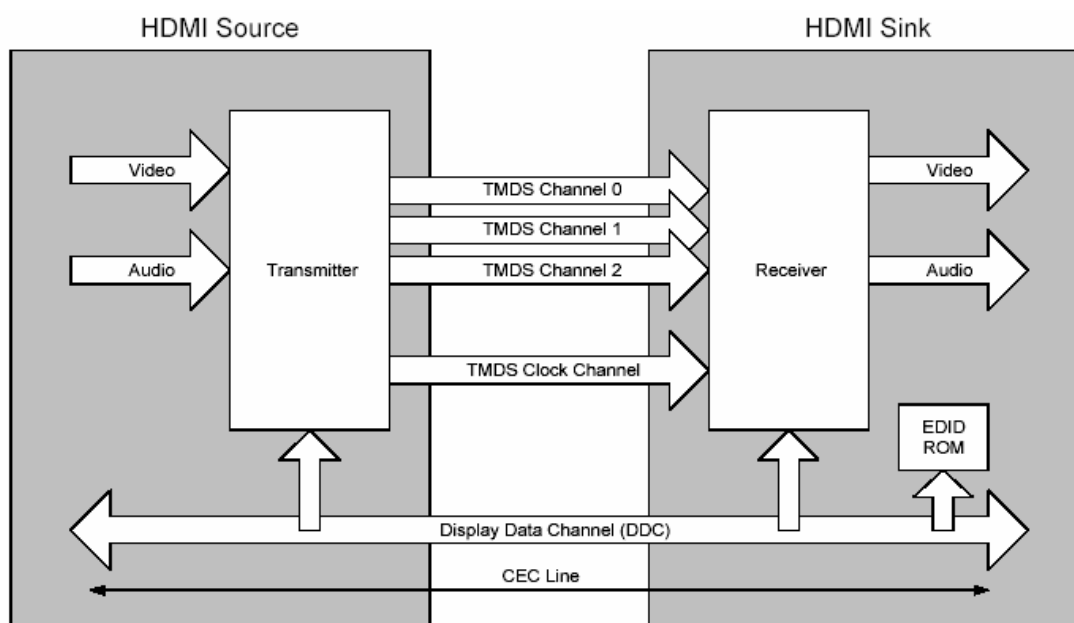 HDMI Source
HDMI Sink
Video
Audio
Transmitter
TMDS Channel 0
TMDS Channel 1
TMDS Channel 2
TMDS Clock Channel
Receiver
Video
Audio
EDID
ROM
Display Data Channel (DDC)
CEC Line